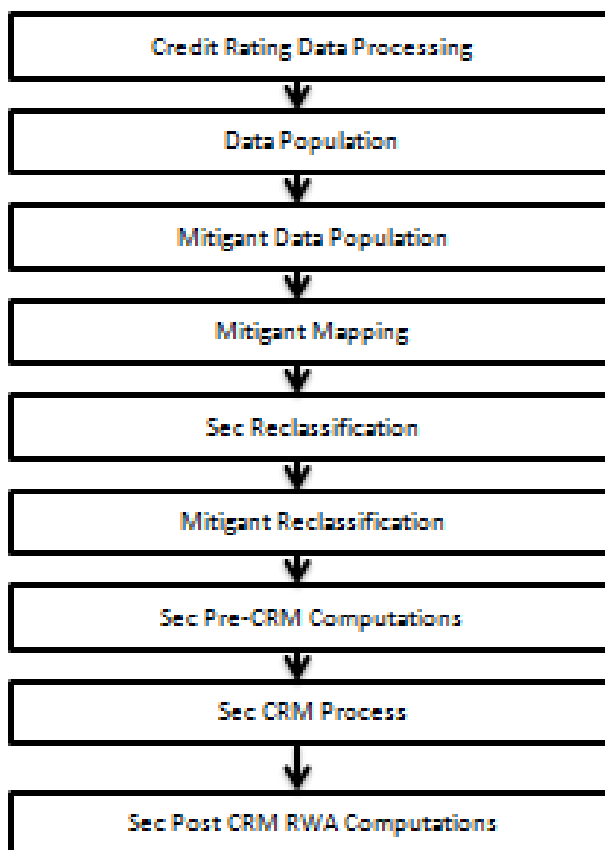 Credit Rating Data Processing
Data Population
Mitigant Data Population
Mitigant Mapping
Sec Reclassification
Mitigant Reclassification
Sec Pre-CRM Computations
Sec CRM Process
Sec Post CRM RWA Computations